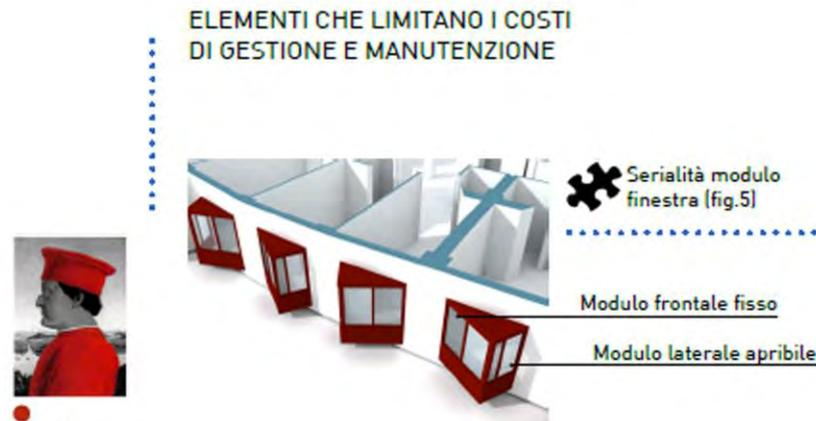 ELEMENTI CHE LIMITANO I COSTI
DI GESTIONE E MANUTENZIONE
Serialità modulo
finestra (fig.5)
Modulo frontale fisso
Modulo laterale apribile